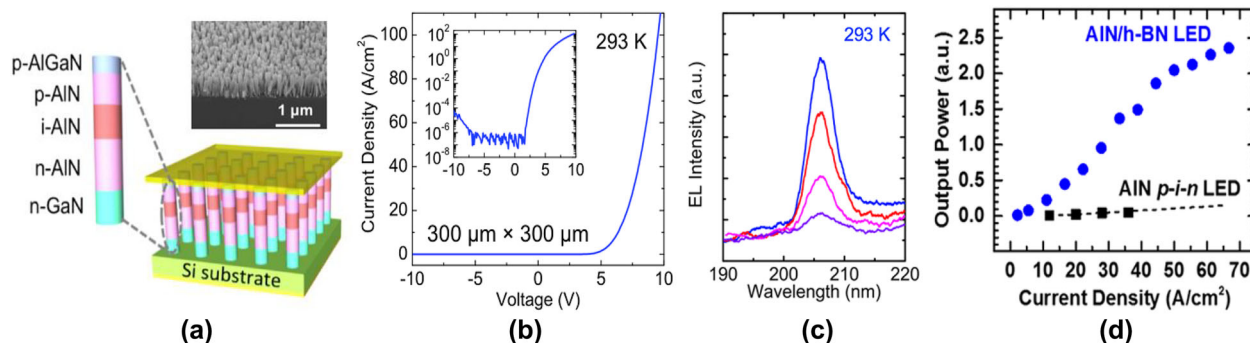 p-AlGaN
p-AlN
i-AlN
n-AlN
n-GaN
1 μm
Si substrate
(a)
Current Density (A/cm²)
100
80
60
40
20
0
10²
10⁰
10⁻²
10⁻⁴
10⁻⁶
10⁻⁸
-10 -5 0 5 10
293 K
300 μm × 300 μm
-10 -5 0 5 10
Voltage (V)
(b)
EL Intensity (a.u.)
293 K
190 200 210 220
Wavelength (nm)
(c)
d)
Output Power (a.u.)
2.5
2.0
1.5
1.0
0.5
0.0
AlN/h-BN LED
AlN p-i-n LED
0 10 20 30 40 50 60 70
Current Density (A/cm²)
(d)